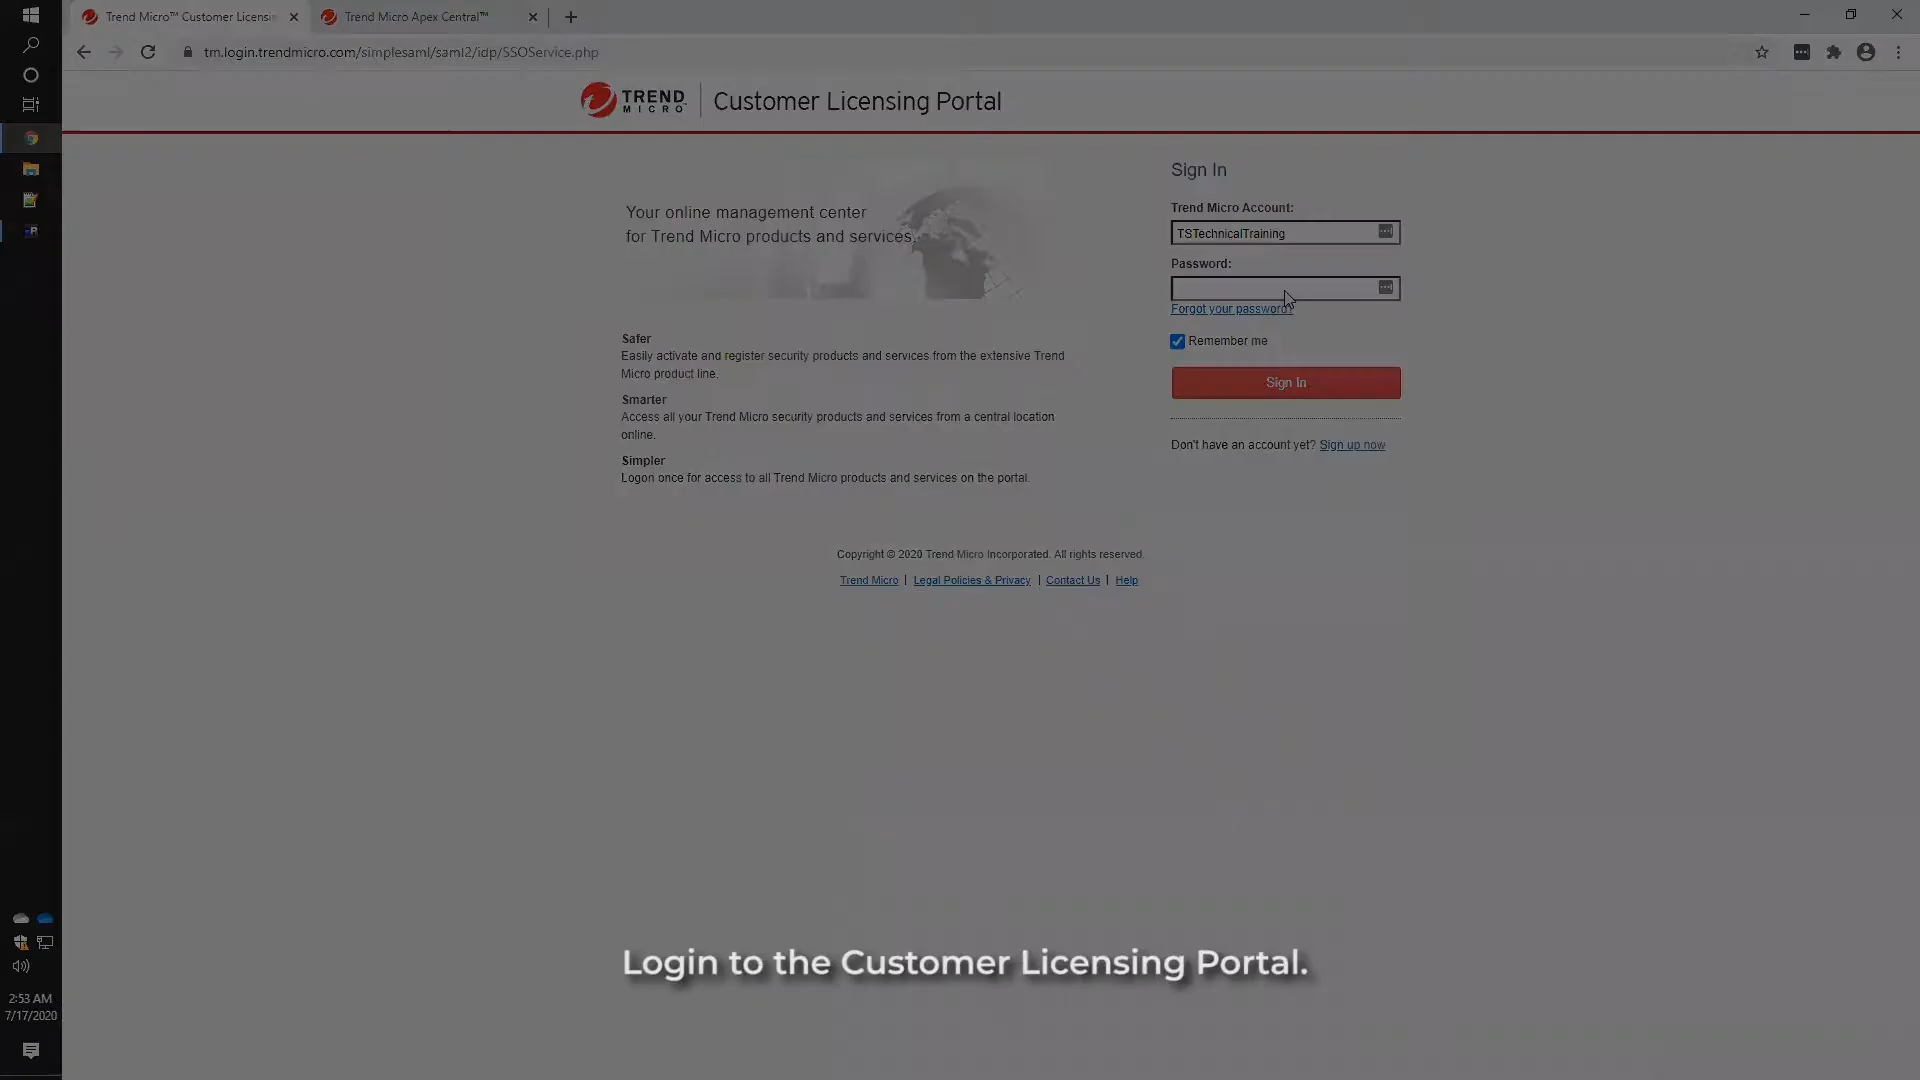 Trend Micro™ Customer Licensin
Trend Micro Apex Central™
tm.login.trendmicro.com/simplesaml/saml2/idp/SSOService.php
TREND
MICRO
Customer Licensing Portal
Your online management center
for Trend Micro products and services.
Safer
Easily activate and register security products and services from the extensive Trend
Micro product line.
Smarter
Access all your Trend Micro security products and services from a central location
online.
Simpler
Logon once for access to all Trend Micro products and services on the portal.
Sign In
Trend Micro Account:
TSTechnicalTraining
Password:
Forgot your password?
Remember me
Sign In
Don't have an account yet? Sign up now
Copyright © 2020 Trend Micro Incorporated. All rights reserved.
Trend Micro | Legal Policies & Privacy | Contact Us | Help
Login to the Customer Licensing Portal.
2:53 AM
7/17/2020